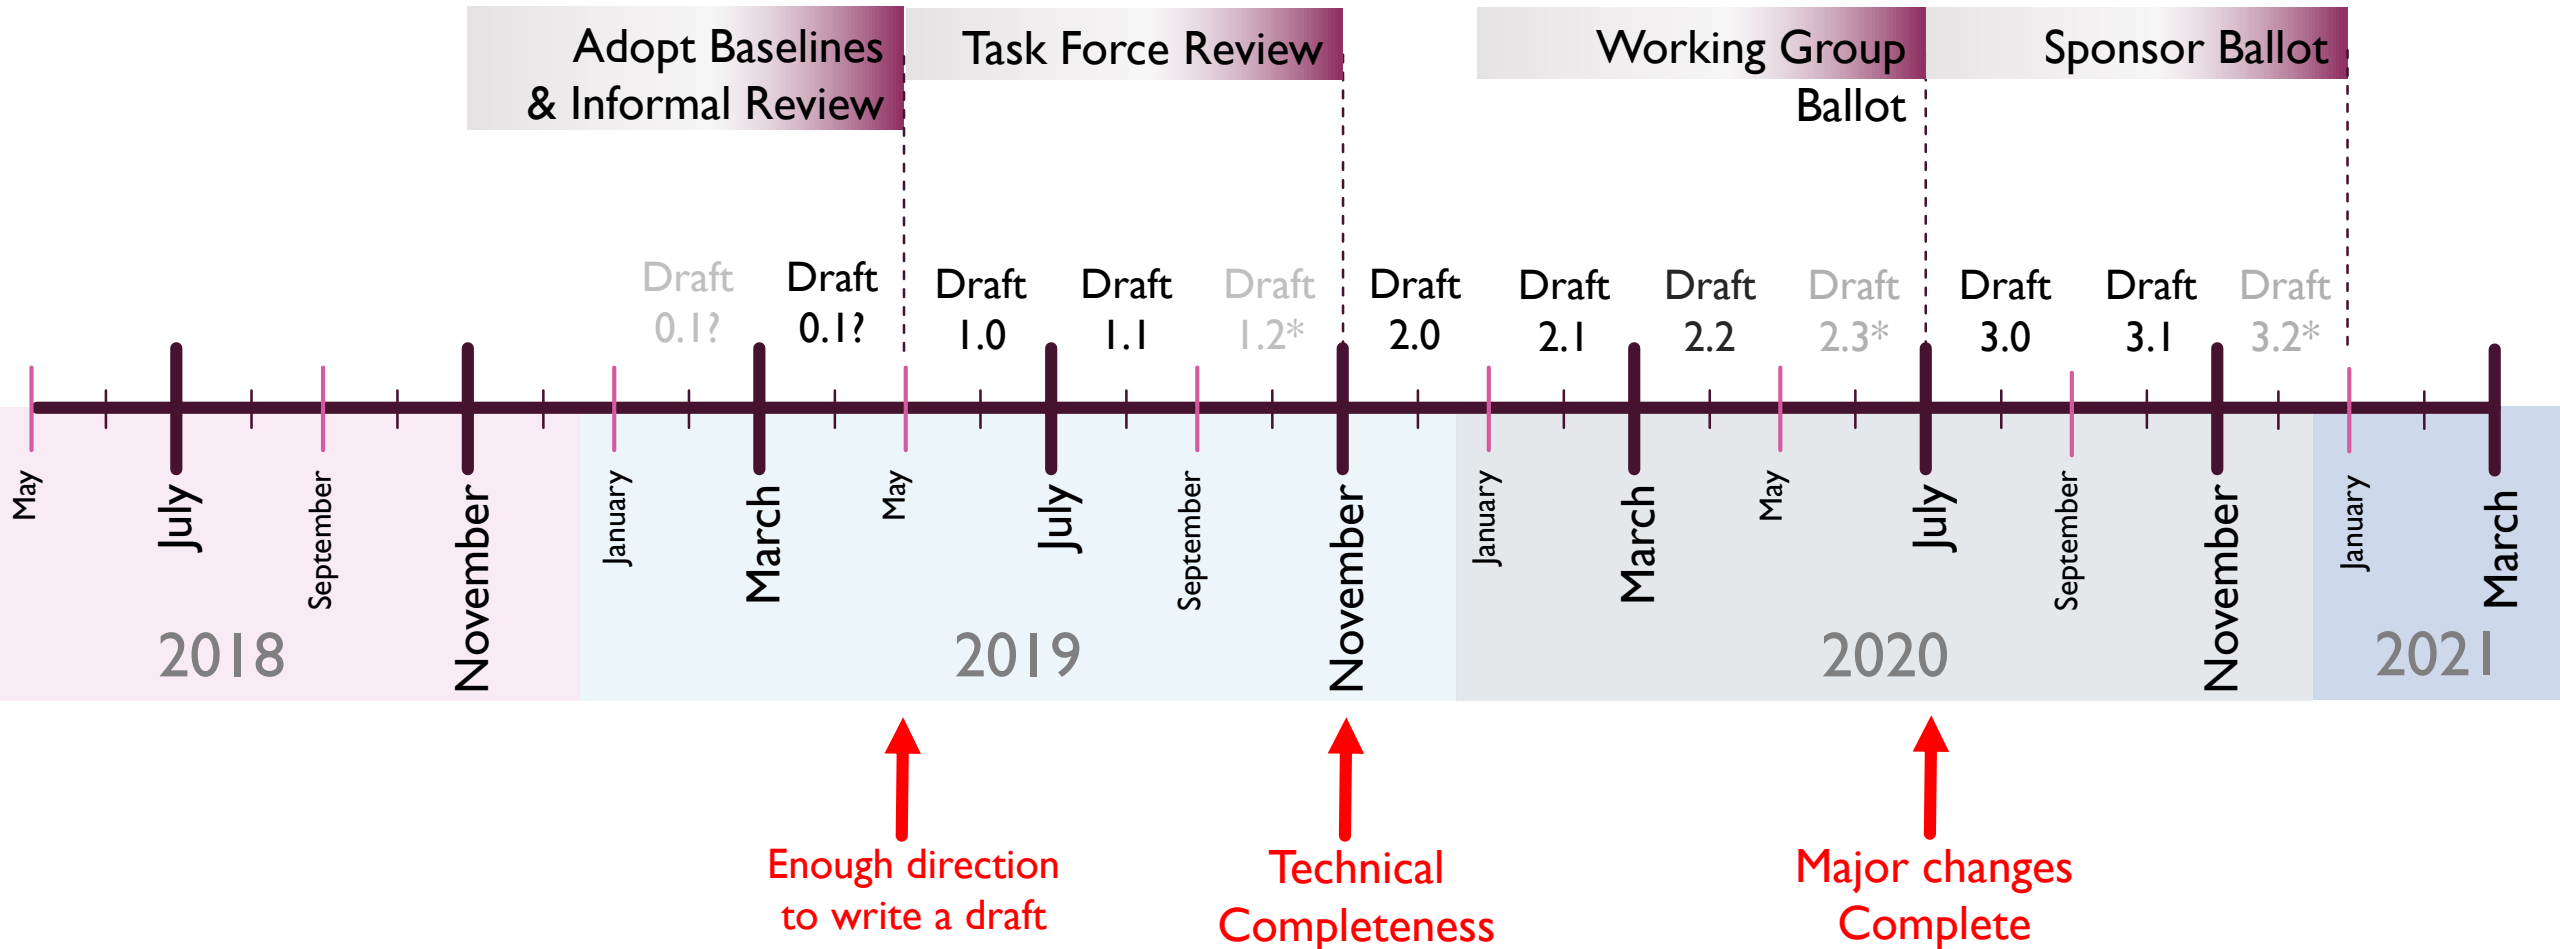 Adopt Baselines
& Informal Review
Task Force Review
Working Group
Ballot
Sponsor Ballot
Draft
0.1?
Draft
0.1?
Draft
1.0
Draft
1.1
Draft
1.2*
Draft
2.0
Draft
2.1
Draft
2.2
Draft
2.3*
Draft
3.0
Draft
3.1
Draft
3.2*
May
July
September
November
January
March
May
July
September
November
January
March
May
July
September
November
January
March
2018
2019
2020
2021
Enough direction
to write a draft
Technical
Completeness
Major changes
Complete